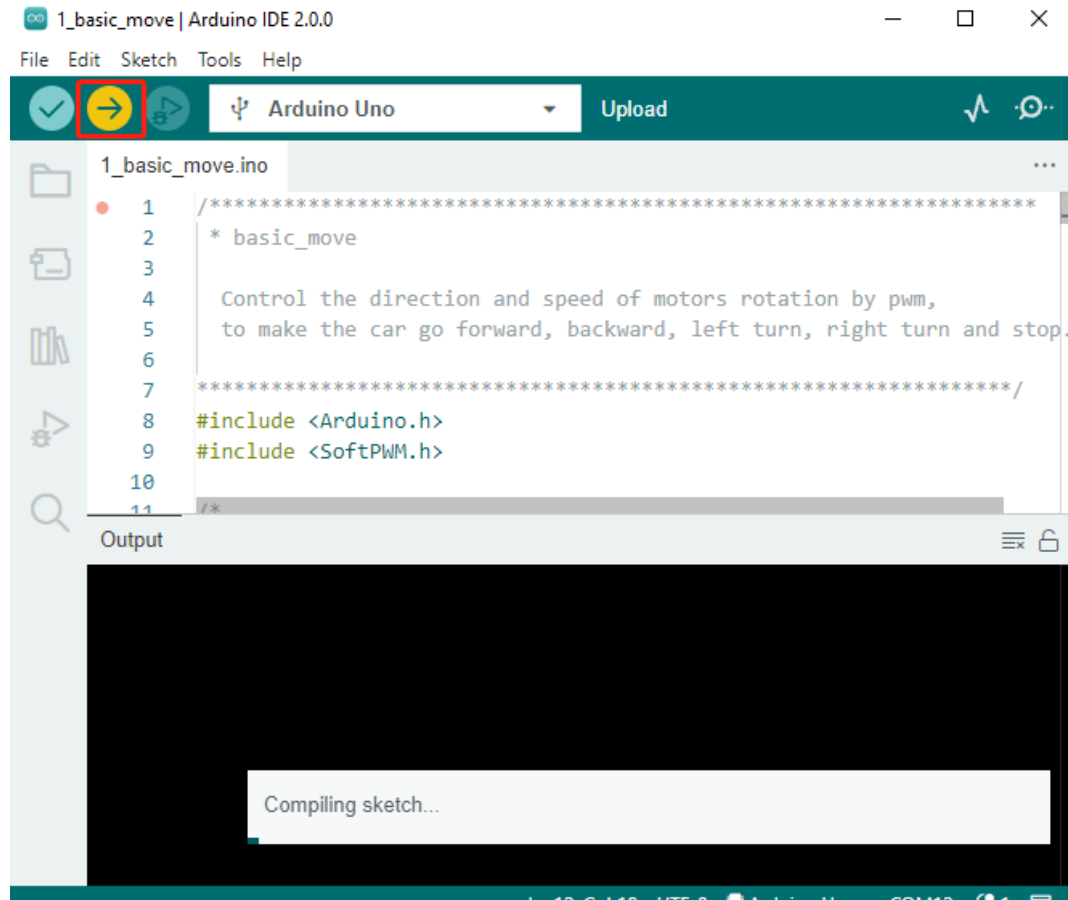 1_basic_move | Arduino IDE 2.0.0
File Edit Sketch Tools Help
Arduino Uno
Upload
1_basic_move.ino
1 /*******************************************************************
2 * basic_move
3
4 Control the direction and speed of motors rotation by pwm,
5 to make the car go forward, backward, left turn, right turn and stop.
6
7 ******************************************************************/
8 #include <Arduino.h>
9 #include <SoftPWM.h>
10
11 /*
Output
Compiling sketch...